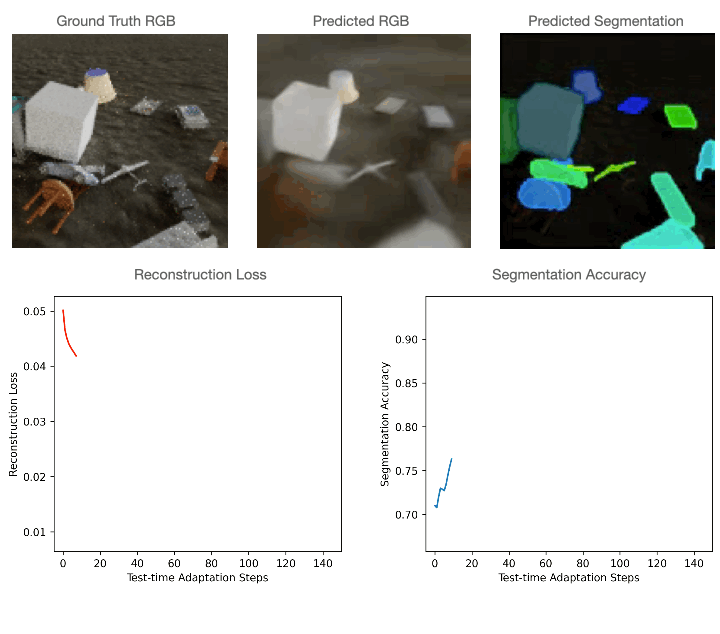 Ground Truth RGB
Predicted RGB
Predicted Segmentation
Reconstruction Loss
Segmentation Accuracy
0.05
0.04
0.03
0.02
0.01
Reconstruction Loss
0 20 40 60 80 100 120 140
Test-time Adaptation Steps
0.90
0.85
0.80
0.75
0.70
Segmentation Accuracy
0 20 40 60 80 100 120 140
Test-time Adaptation Steps